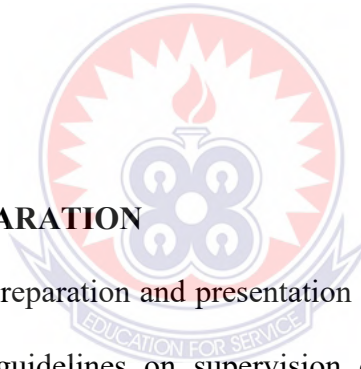 ARATION
reparation and presentation
EDUCATION FOR SERVICE
guidelines on supervision